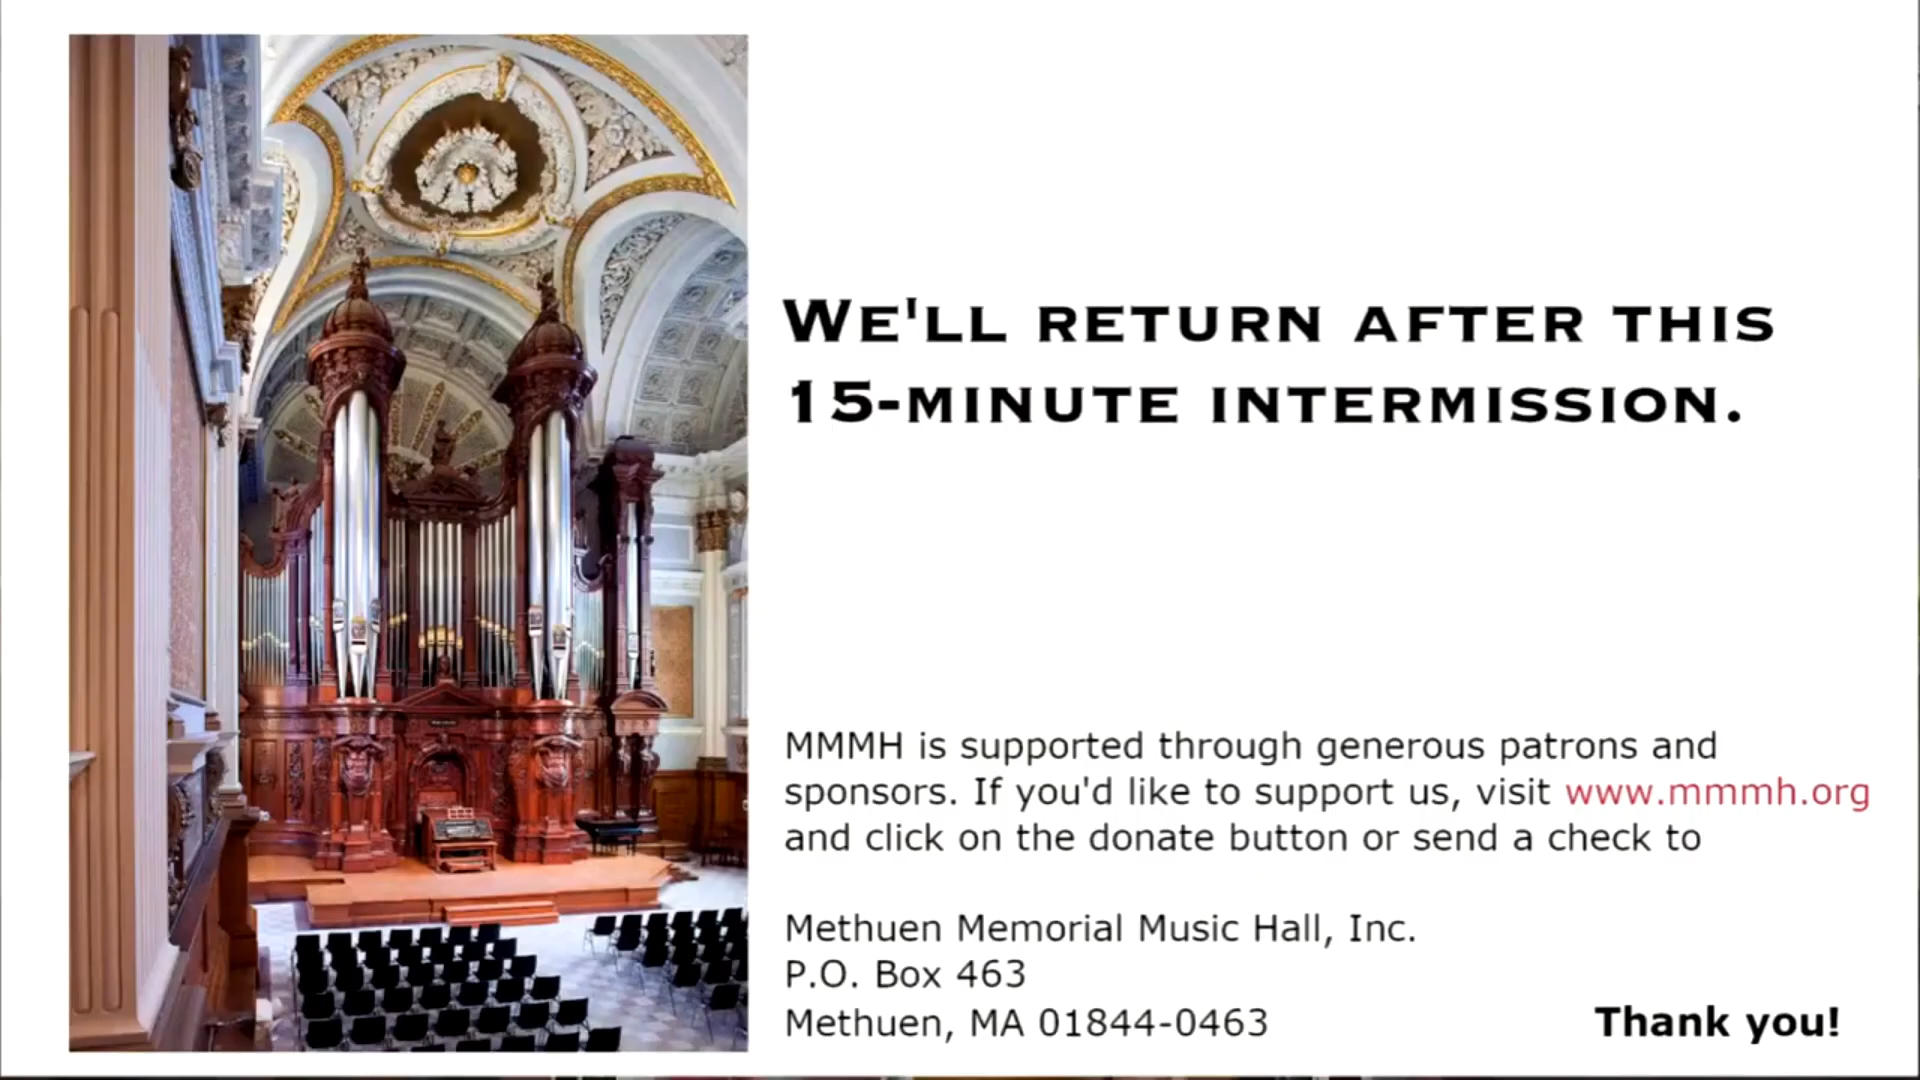 WE'LL RETURN AFTER THIS
15-MINUTE INTERMISSION.
MMMH is supported through generous patrons and
sponsors. If you'd like to support us, visit www.mmmh.org
and click on the donate button or send a check to
Methuen Memorial Music Hall, Inc.
P.O. Box 463
Methuen, MA 01844-0463
Thank you!